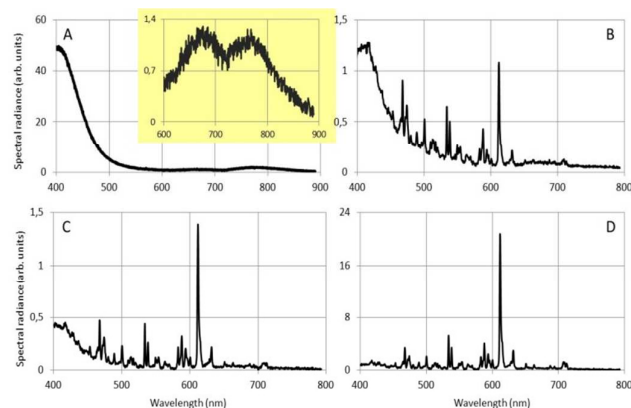 Spectral radiance (arb. units)
60
40
20
0
400 500 600 700 800 900
A
1,4
0,7
0
600 700 800 900
1,5
1
0,5
0
400 500 600 700 800
B
Spectral radiance(arb. units)
1,5
1
0,5
0
400 500 600 700 800
C
Wavelength (nm)
24
16
8
0
400 500 600 700 800
D
Wavelength (nm)